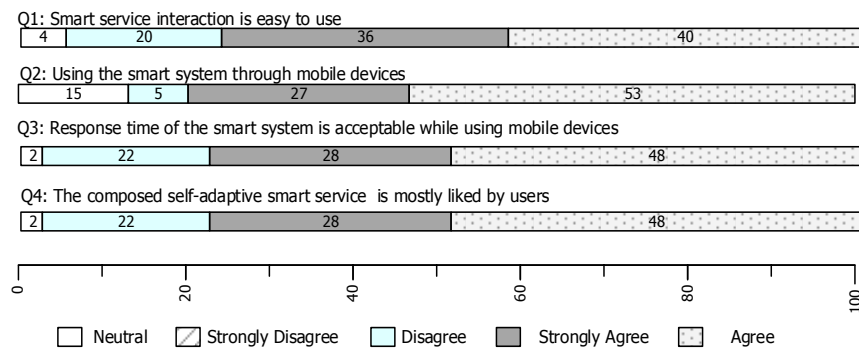 Q1: Smart service interaction is easy to use
4 20 36 40
Q2: Using the smart system through mobile devices
15 5 27 53
Q3: Response time of the smart system is acceptable while using mobile devices
2 22 28 48
Q4: The composed self-adaptive smart service is mostly liked by users
2 22 28 48
0 20 40 60 80 100
Neutral Strongly Disagree Disagree Strongly Agree Agree